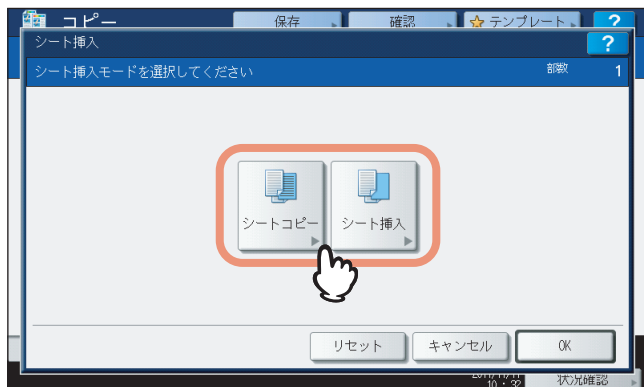 コピー 保存 確認 テンプレート ?
シート挿入 ?
シート挿入モードを選択してください 部数 1
シートコピー シート挿入
リセット キャンセル OK
10:32 状況確認